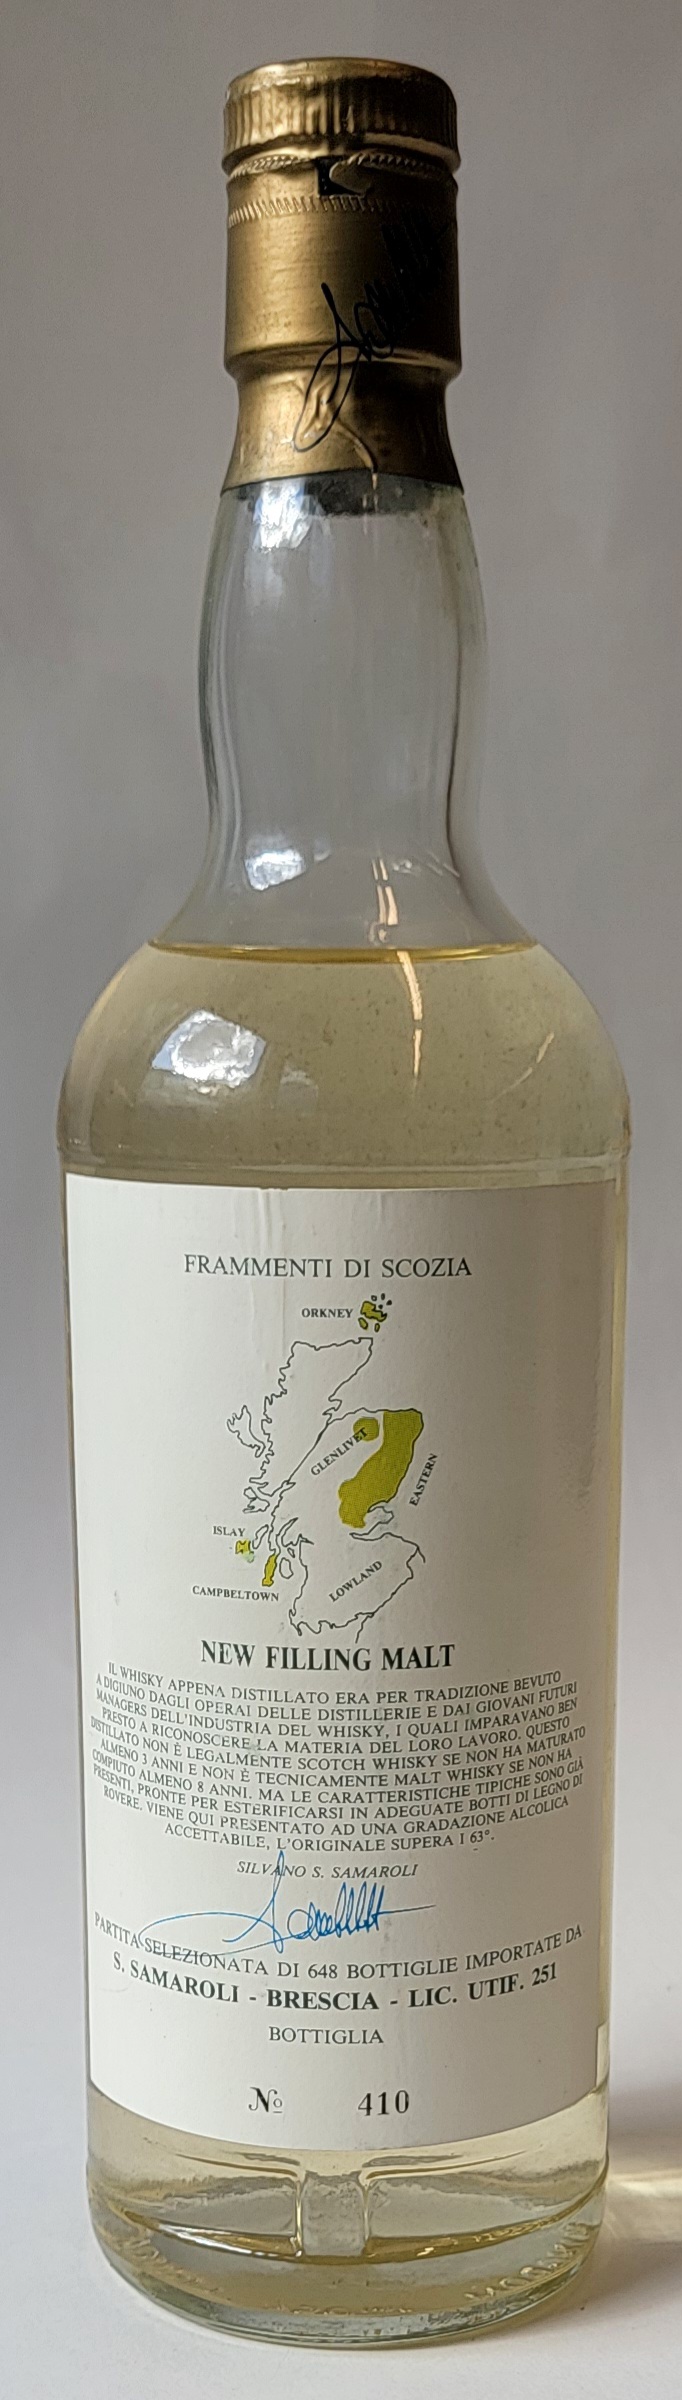 FRAMMENTI DI SCOZIA
ORKNEY
GLENLIVET
EASTERN
ISLAY
CAMPBELTOWN
LOWLAND
NEW FILLING MALT
IL WHISKY APPENA DISTILLATO ERA PER TRADIZIONE BEVUTO
A DIGIUNO DAGLI OPERAI DELLE DISTILLERIE E DAI GIOVANI FUTURI
MANAGERS DELL'INDUSTRIA DEL WHISKY, I QUALI IMPARAVANO BEN
PRESTO A RICONOSCERE LA MATERIA DEL LORO LAVORO. QUESTO
DISTILLATO NON È LEGALMENTE SCOTCH WHISKY SE NON HA MATURATO
ALMENO 3 ANNI E NON È TECNICAMENTE MALT WHISKY SE NON HA
COMPIUTO ALMENO 8 ANNI. MA LE CARATTERISTICHE TIPICHE SONO GIÀ
PRESENTI, PRONTE PER ESTERIFICARSI IN ADEGUATE BOTTI DI LEGNO DI
ROVERE. VIENE QUI PRESENTATO AD UNA GRADAZIONE ALCOLICA
ACCETTABILE, L'ORIGINALE SUPERA I 63°.
SILVANO S. SAMAROLI
PARTITA SELEZIONATA DI 648 BOTTIGLIE IMPORTATE DA
S. SAMAROLI - BRESCIA - LIC. UTIF. 251
BOTTIGLIA
№ 410